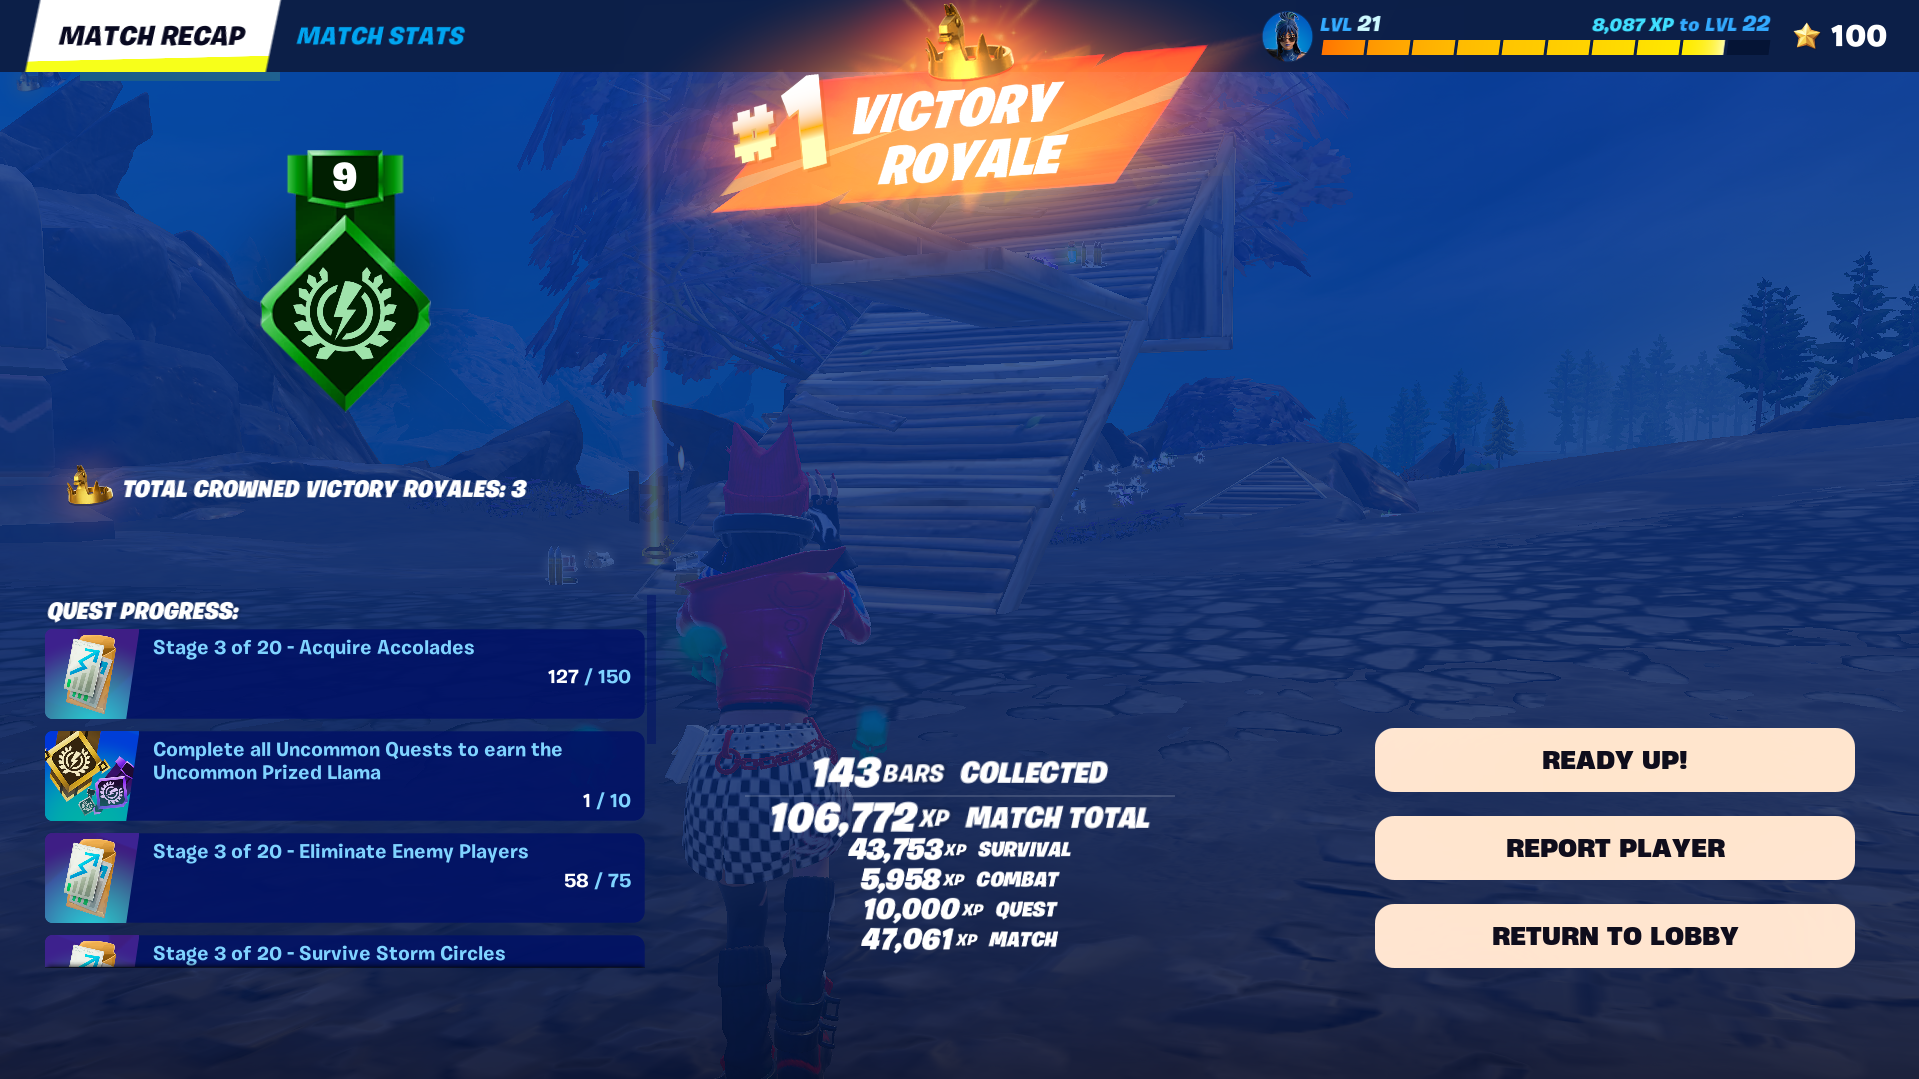 MATCH RECAP
MATCH STATS
#1 VICTORY
ROYALE
LVL 21
8,087 XP to LVL 22
100
9
TOTAL CROWNED VICTORY ROYALES: 3
QUEST PROGRESS:
Stage 3 of 20 - Acquire Accolades
127 / 150
Complete all Uncommon Quests to earn the
Uncommon Prized Llama
1 / 10
Stage 3 of 20 - Eliminate Enemy Players
58 / 75
Stage 3 of 20 - Survive Storm Circles
143 BARS COLLECTED
106,772 XP MATCH TOTAL
43,753 XP SURVIVAL
5,958 XP COMBAT
10,000 XP QUEST
47,061 XP MATCH
READY UP!
REPORT PLAYER
RETURN TO LOBBY